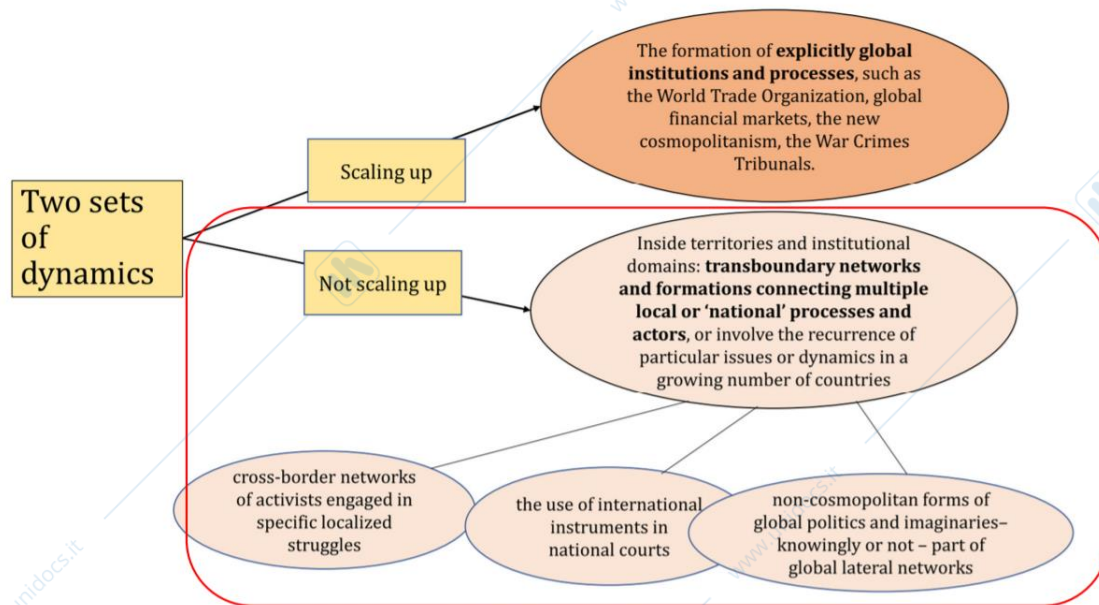 The formation of explicitly global
institutions and processes, such as
the World Trade Organization, global
financial markets, the new
cosmopolitanism, the War Crimes
Tribunals.
Scaling up
Two sets
of
dynamics
Not scaling up
Inside territories and institutional
domains: transboundary networks
and formations connecting multiple
local or ‘national’ processes and
actors, or involve the recurrence of
particular issues or dynamics in a
growing number of countries
cross-border networks
of activists engaged in
specific localized
struggles
the use of international
instruments in
national courts
non-cosmopolitan forms of
global politics and imaginaries–
knowingly or not – part of
global lateral networks
www.unidocs.it
unidocs.it